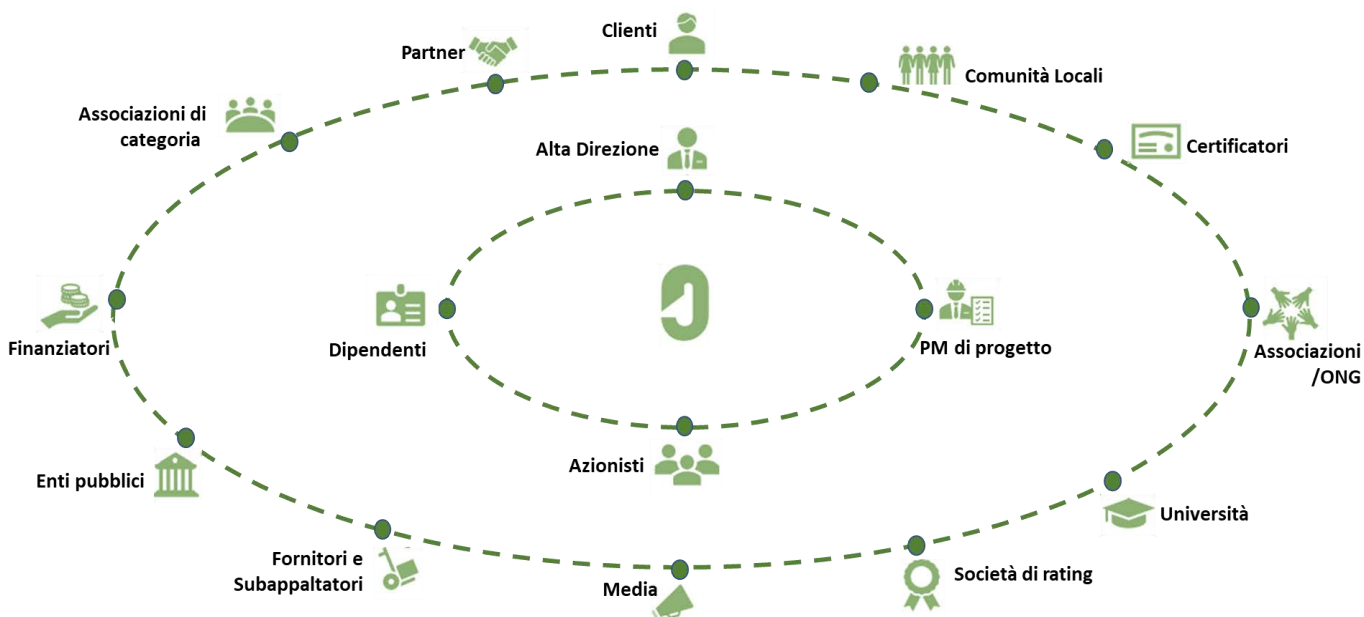 Clienti
Partner
Comunità Locali
Associazioni di
categoria
Certificatori
Alta Direzione
Finanziatori
Dipendenti
PM di progetto
Associazioni
/ONG
Azionisti
Enti pubblici
Università
Fornitori e
Subappaltatori
Media
Società di rating